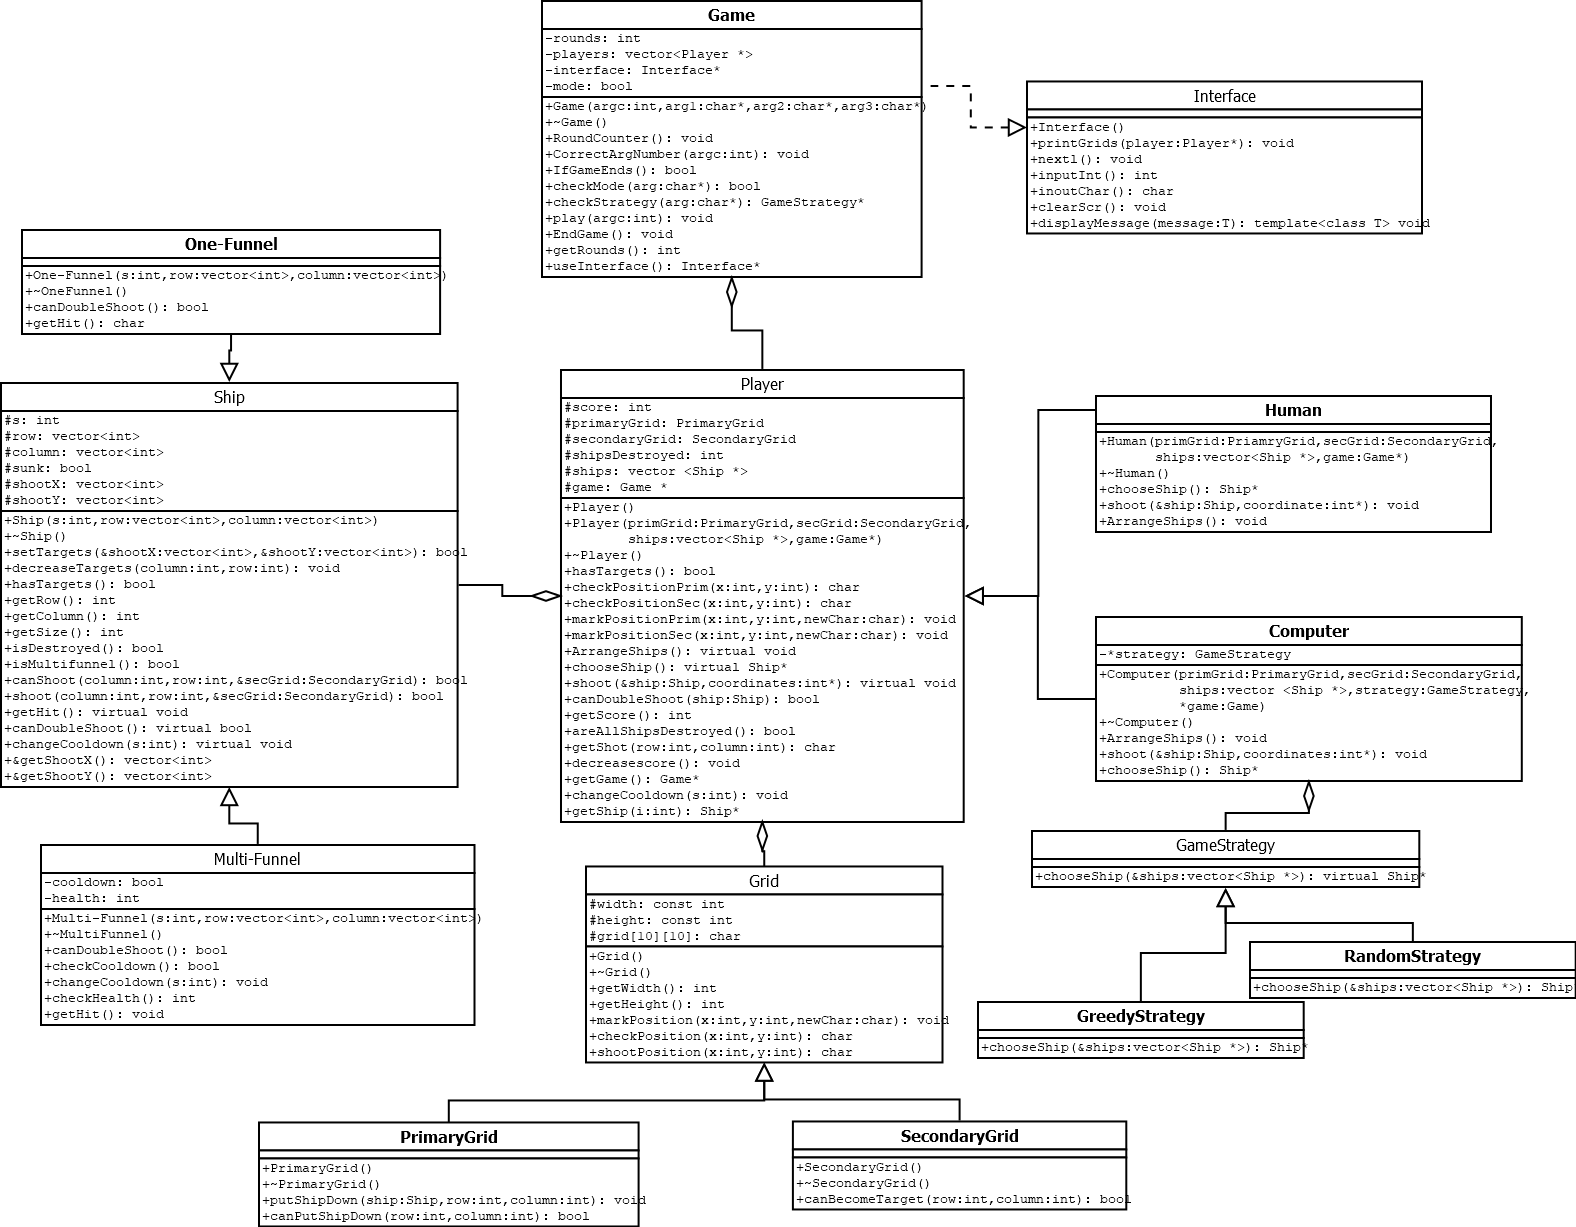 Game
-rounds: int
-players: vector<Player *>
-interface: Interface*
-mode: bool
+Game(argc:int,arg1:char*,arg2:char*,arg3:char*)
+~Game()
+RoundCounter(): void
+CorrectArgNumber(argc:int): void
+IfGameEnds(): bool
+checkMode(arg:char*): bool
+checkStrategy(arg:char*): GameStrategy*
+play(argc:int): void
+EndGame(): void
+getRounds(): int
+useInterface(): Interface*
Interface
+Interface()
+printGrids(player:Player*): void
+nextl(): void
+inputInt(): int
+inoutChar(): char
+clearScr(): void
+displayMessage(message:T): template<class T> void
One-Funnel
+One-Funnel(s:int,row:vector<int>,column:vector<int>)
+~OneFunnel()
+canDoubleShoot(): bool
+getHit(): char
Ship
#s: int
#row: vector<int>
#column: vector<int>
#sunk: bool
#shootX: vector<int>
#shootY: vector<int>
+Ship(s:int,row:vector<int>,column:vector<int>)
+~Ship()
+setTargets(&shootX:vector<int>,&shootY:vector<int>): bool
+decreaseTargets(column:int,row:int): void
+hasTargets(): bool
+getRow(): int
+getColumn(): int
+getSize(): int
+isDestroyed(): bool
+isMultifunnel(): bool
+canShoot(column:int,row:int,&secGrid:SecondaryGrid): bool
+shoot(column:int,row:int,&secGrid:SecondaryGrid): bool
+getHit(): virtual void
+canDoubleShoot(): virtual bool
+changeCooldown(s:int): virtual void
+&getShootX(): vector<int>
+&getShootY(): vector<int>
Player
#score: int
#primaryGrid: PrimaryGrid
#secondaryGrid: SecondaryGrid
#shipsDestroyed: int
#ships: vector <Ship *>
#game: Game *
+Player()
+Player(primGrid:PrimaryGrid,secGrid:SecondaryGrid,
ships:vector<Ship *>,game:Game*)
+~Player()
+hasTargets(): bool
+checkPositionPrim(x:int,y:int): char
+checkPositionSec(x:int,y:int): char
+markPositionPrim(x:int,y:int,newChar:char): void
+markPositionSec(x:int,y:int,newChar:char): void
+ArrangeShips(): virtual void
+chooseShip(): virtual Ship*
+shoot(&ship:Ship,coordinates:int*): virtual void
+canDoubleShoot(ship:Ship): bool
+getScore(): int
+areAllShipsDestroyed(): bool
+getShot(row:int,column:int): char
+decreasescore(): void
+getGame(): Game*
+changeCooldown(s:int): void
+getShip(i:int): Ship*
Human
+Human(primGrid:PriamryGrid,secGrid:SecondaryGrid,
ships:vector<Ship *>,game:Game*)
+~Human()
+chooseShip(): Ship*
+shoot(&ship:Ship,coordinate:int*): void
+ArrangeShips(): void
Computer
-*strategy: GameStrategy
+Computer(primGrid:PrimaryGrid,secGrid:SecondaryGrid,
ships:vector <Ship *>,strategy:GameStrategy,
*game:Game)
+~Computer()
+ArrangeShips(): void
+shoot(&ship:Ship,coordinates:int*): void
+chooseShip(): Ship*
GameStrategy
+chooseShip(&ships:vector<Ship *>): virtual Ship*
RandomStrategy
+chooseShip(&ships:vector<Ship *>): Ship
GreedyStrategy
+chooseShip(&ships:vector<Ship *>): Ship*
Multi-Funnel
-cooldown: bool
-health: int
+Multi-Funnel(s:int,row:vector<int>,column:vector<int>)
+~MultiFunnel()
+canDoubleShoot(): bool
+checkCooldown(): bool
+changeCooldown(s:int): void
+checkHealth(): int
+getHit(): void
Grid
#width: const int
#height: const int
#grid[10][10]: char
+Grid()
+~Grid()
+getWidth(): int
+getHeight(): int
+markPosition(x:int,y:int,newChar:char): void
+checkPosition(x:int,y:int): char
+shootPosition(x:int,y:int): char
PrimaryGrid
+PrimaryGrid()
+~PrimaryGrid()
+putShipDown(ship:Ship,row:int,column:int): void
+canPutShipDown(row:int,column:int): bool
SecondaryGrid
+SecondaryGrid()
+~SecondaryGrid()
+canBecomeTarget(row:int,column:int): bool